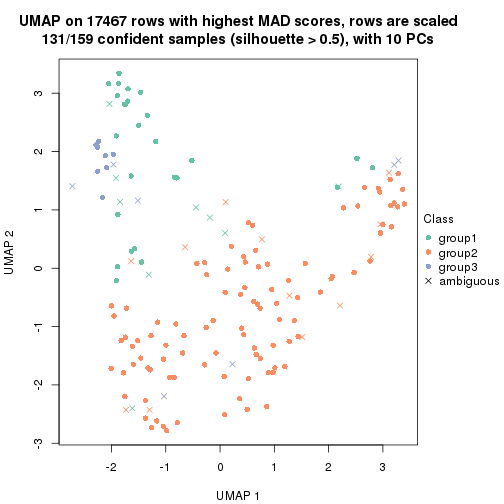 UMAP on 17467 rows with highest MAD scores, rows are scaled
131/159 confident samples (silhouette > 0.5), with 10 PCs
3
2
1
0
-1
-2
-3
UMAP 2
-2
-1
0
1
2
3
UMAP 1
Class
group1
group2
group3
ambiguous